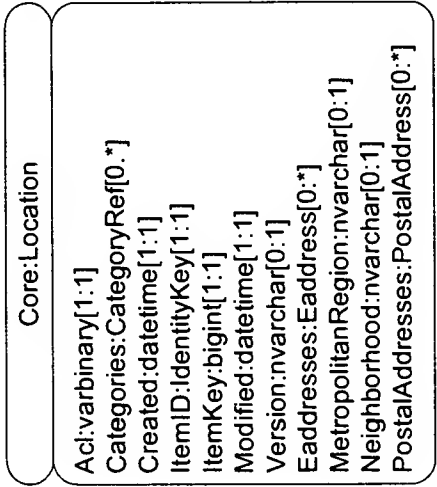 Core:Location
Acl:varbinary[1:1]
Categories:CategoryRef[0.*]
Created:datetime[1:1]
ItemID:IdentityKey[1:1]
ItemKey:bigint[1:1]
Modified:datetime[1:1]
Version:nvarchar[0:1]
Eaddresses:Eaddress[0:*]
MetropolitanRegion:nvarchar[0:1]
Neighborhood:nvarchar[0:1]
PostalAddresses:PostalAddress[0:*]